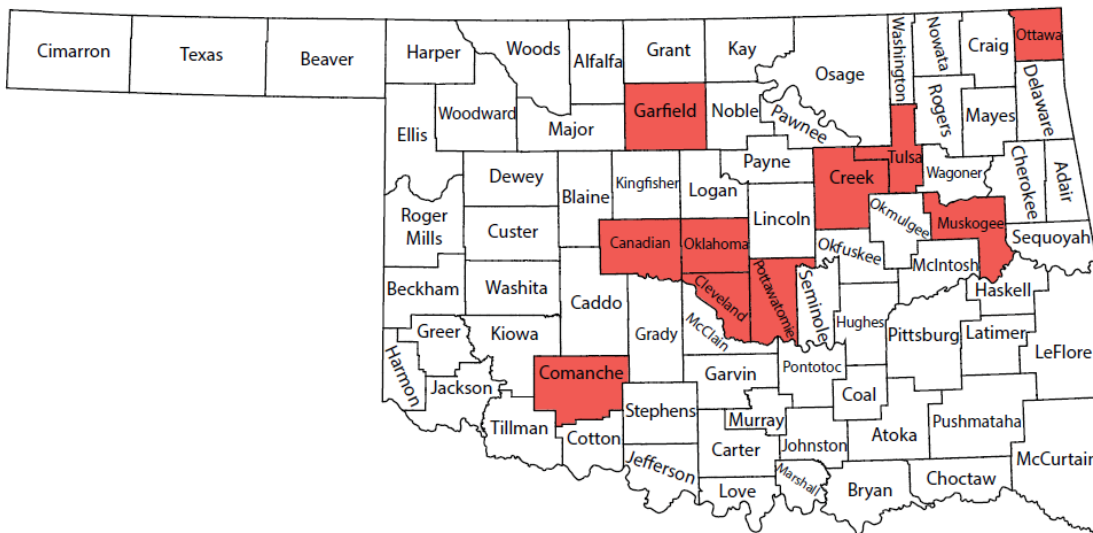 Cimarron
Texas
Beaver
Harper
Woods
Alfalfa
Grant
Kay
Osage
Washington
Nowata
Craig
Ottawa
Ellis
Woodward
Major
Garfield
Noble
Pawnee
Rogers
Mayes
Delaware
Dewey
Blaine
Kingfisher
Logan
Payne
Creek
Tulsa
Wagoner
Cherokee
Adair
Roger
Mills
Custer
Canadian
Oklahoma
Lincoln
Okfuskee
Okmulgee
Muskogee
Sequoyah
Beckham
Washita
Caddo
Grady
Cleveland
McClain
Pottawatomie
Seminole
Hughes
McIntosh
Haskell
Pittsburg
Latimer
LeFlore
Harmon
Greer
Kiowa
Jackson
Comanche
Tillman
Cotton
Stephens
Jefferson
Garvin
Murray
Carter
Love
Pontotoc
Johnston
Marshall
Coal
Atoka
Bryan
Pushmataha
Choctaw
McCurtain